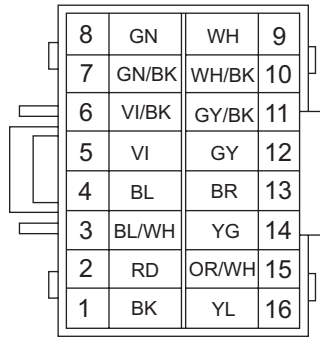 8 GN WH 9
7 GN/BK WH/BK 10
6 VI/BK GY/BK 11
5 VI GY 12
4 BL BR 13
3 BL/WH YG 14
2 RD OR/WH 15
1 BK YL 16